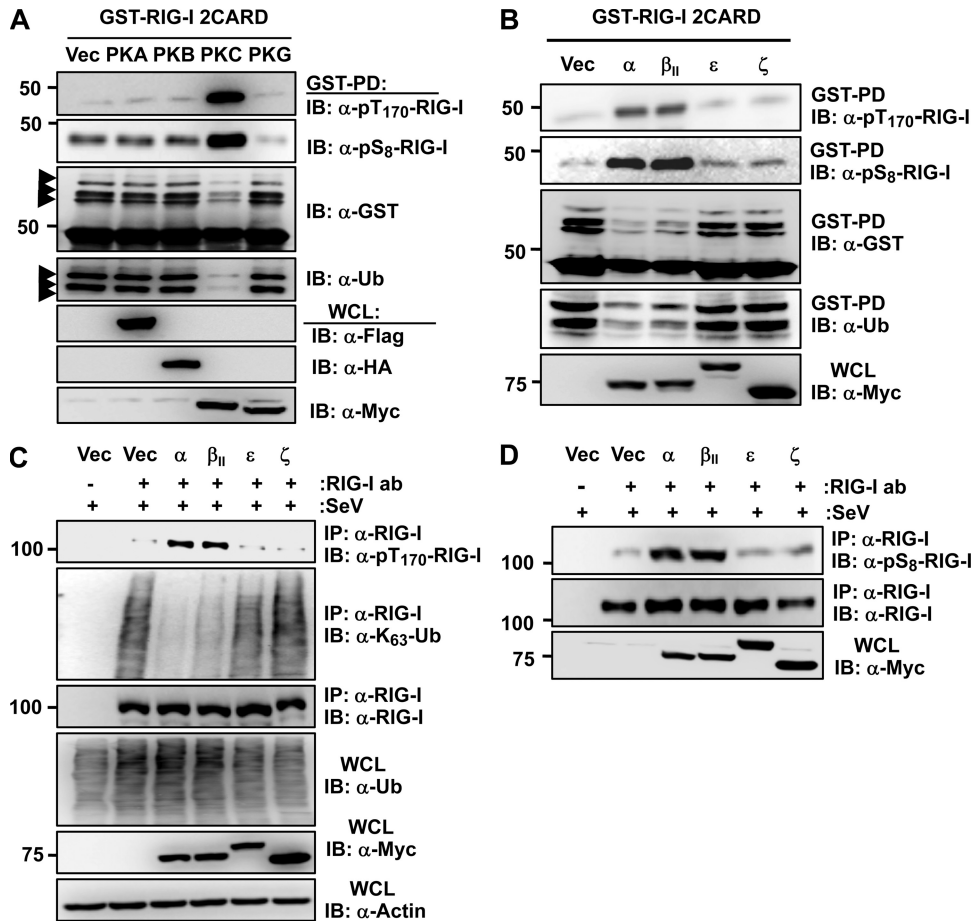 A
GST-RIG-I 2CARD
Vec PKA PKB PKC PKG
50
GST-PD:
IB: α-pT170-RIG-I
50
IB: α-pS8-RIG-I
IB: α-GST
50
IB: α-Ub
WCL:
IB: α-Flag
IB: α-HA
IB: α-Myc
B
GST-RIG-I 2CARD
Vec α βII ε ζ
50
GST-PD
IB: α-pT170-RIG-I
50
GST-PD
IB: α-pS8-RIG-I
GST-PD
IB: α-GST
50
GST-PD
IB: α-Ub
WCL
75
IB: α-Myc
C
Vec Vec α βII ε ζ
- + + + + + :RIG-I ab
+ + + + + + :SeV
100
IP: α-RIG-I
IB: α-pT170-RIG-I
IP: α-RIG-I
IB: α-K63-Ub
100
IP: α-RIG-I
IB: α-RIG-I
WCL
IB: α-Ub
WCL
75
IB: α-Myc
WCL
IB: α-Actin
D
Vec Vec α βII ε ζ
- + + + + + :RIG-I ab
+ + + + + + :SeV
IP: α-RIG-I
100
IB: α-pS8-RIG-I
IP: α-RIG-I
IB: α-RIG-I
100
WCL
75
IB: α-Myc